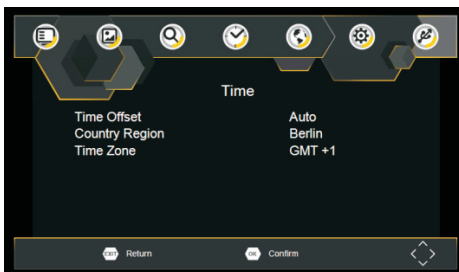 Time
Time Offset Auto
Country Region Berlin
Time Zone GMT +1
EXIT Return OK Confirm